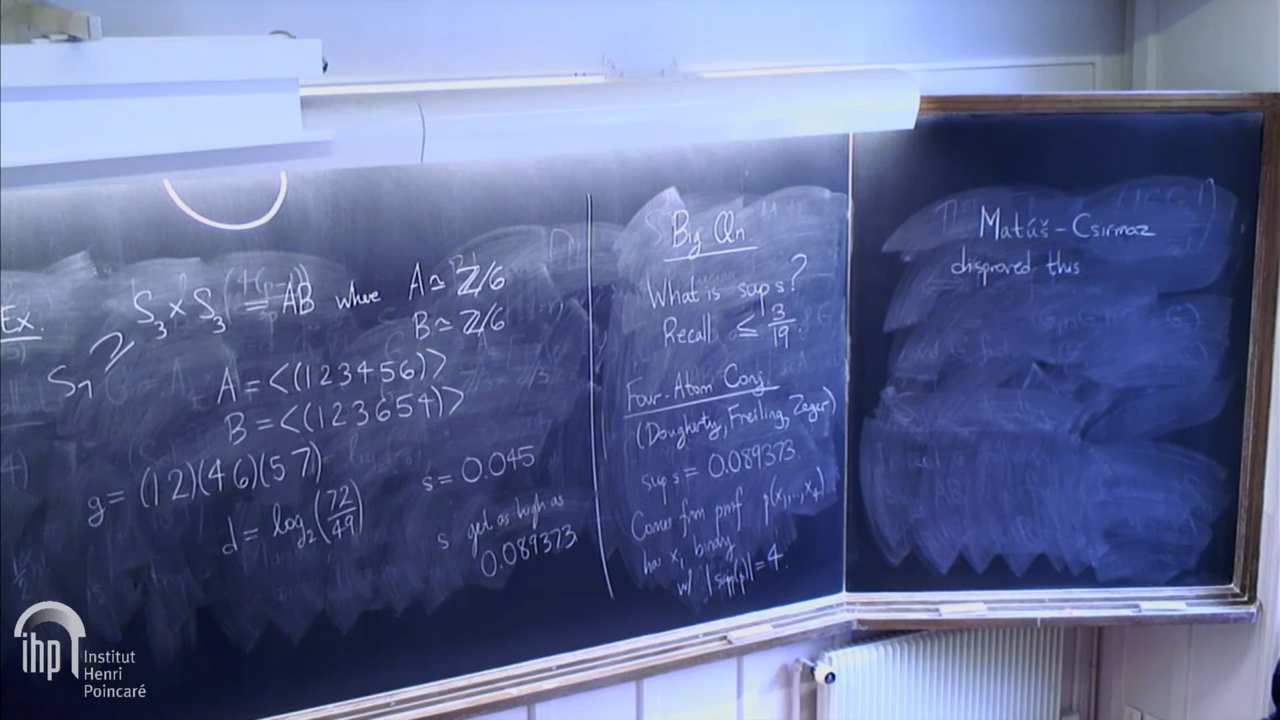 Ex.
S₃ × S₃ = AB where A ≃ ℤ/6
B ≃ ℤ/6
S₇ ≥
A = <(123456)>
B = <(123654)>
g = (12)(46)(57)
s = 0.045
d = log₂(72/49)
s get as high as
0.089373
Big Qn.
What is sup s?
Recall ≤ 3/19.
Four-Atom Conj.
(Dougherty, Freiling, Zeger)
sup s = 0.089373
Comes from pmf p(x₁,...,x₄)
has xᵢ binary
w/ |supp(p)| = 4.
Matúš-Csirmaz
disproved this
ihp
Institut
Henri
Poincaré